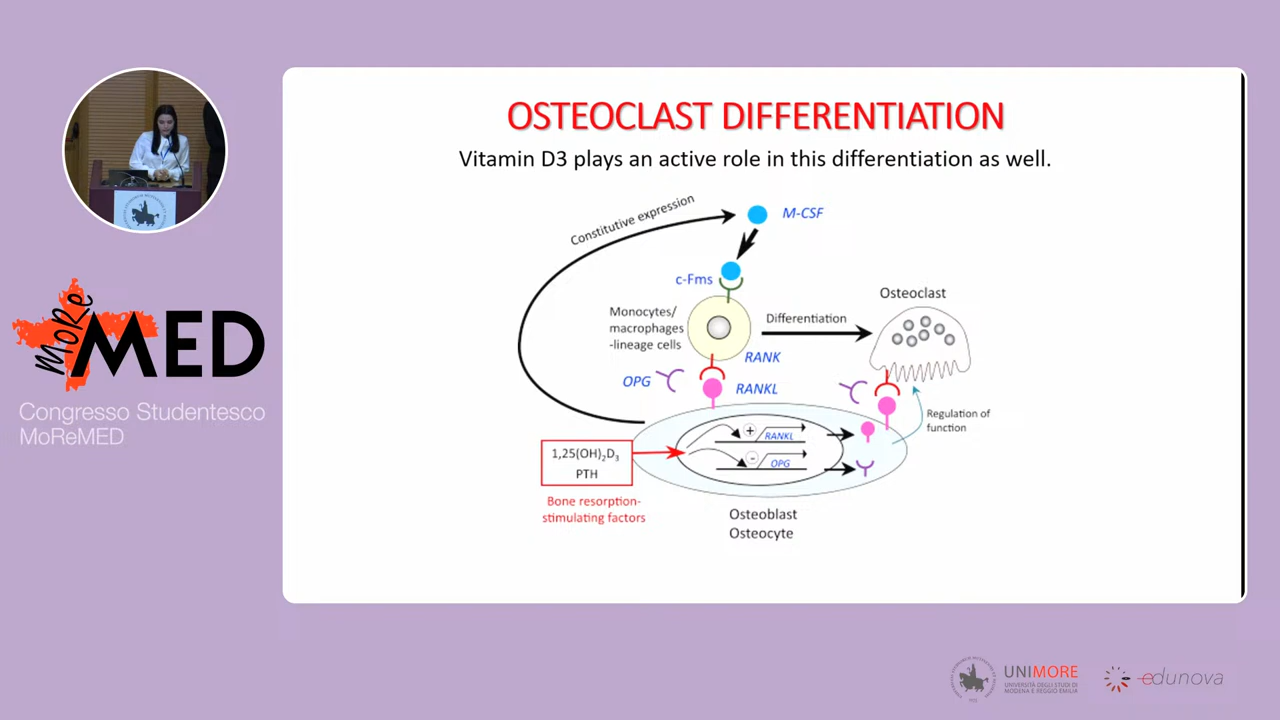 OSTEOCLAST DIFFERENTIATION
Vitamin D3 plays an active role in this differentiation as well.
Constitutive expression
M-CSF
c-Fms
Monocytes/
macrophages
-lineage cells
Differentiation
Osteoclast
RANK
OPG
RANKL
Regulation of
function
+
RANKL
-
OPG
1,25(OH)₂D₃
PTH
Bone resorption-
stimulating factors
Osteoblast
Osteocyte
MoRe
MED
Congresso Studentesco
MoReMED
UNIMORE
UNIVERSITÀ DEGLI STUDI DI
MODENA E REGGIO EMILIA
edunova